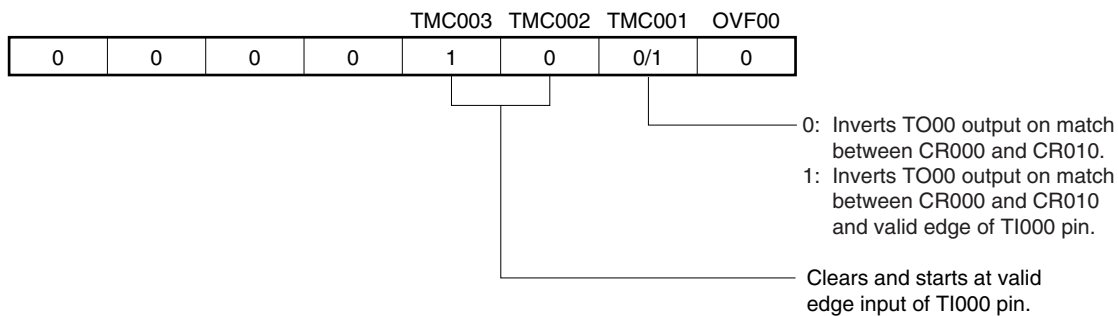 TMC003 TMC002 TMC001 OVF00
0 0 0 0 1 0 0/1 0
0: Inverts TO00 output on match
between CR000 and CR010.
1: Inverts TO00 output on match
between CR000 and CR010
and valid edge of TI000 pin.
Clears and starts at valid
edge input of TI000 pin.